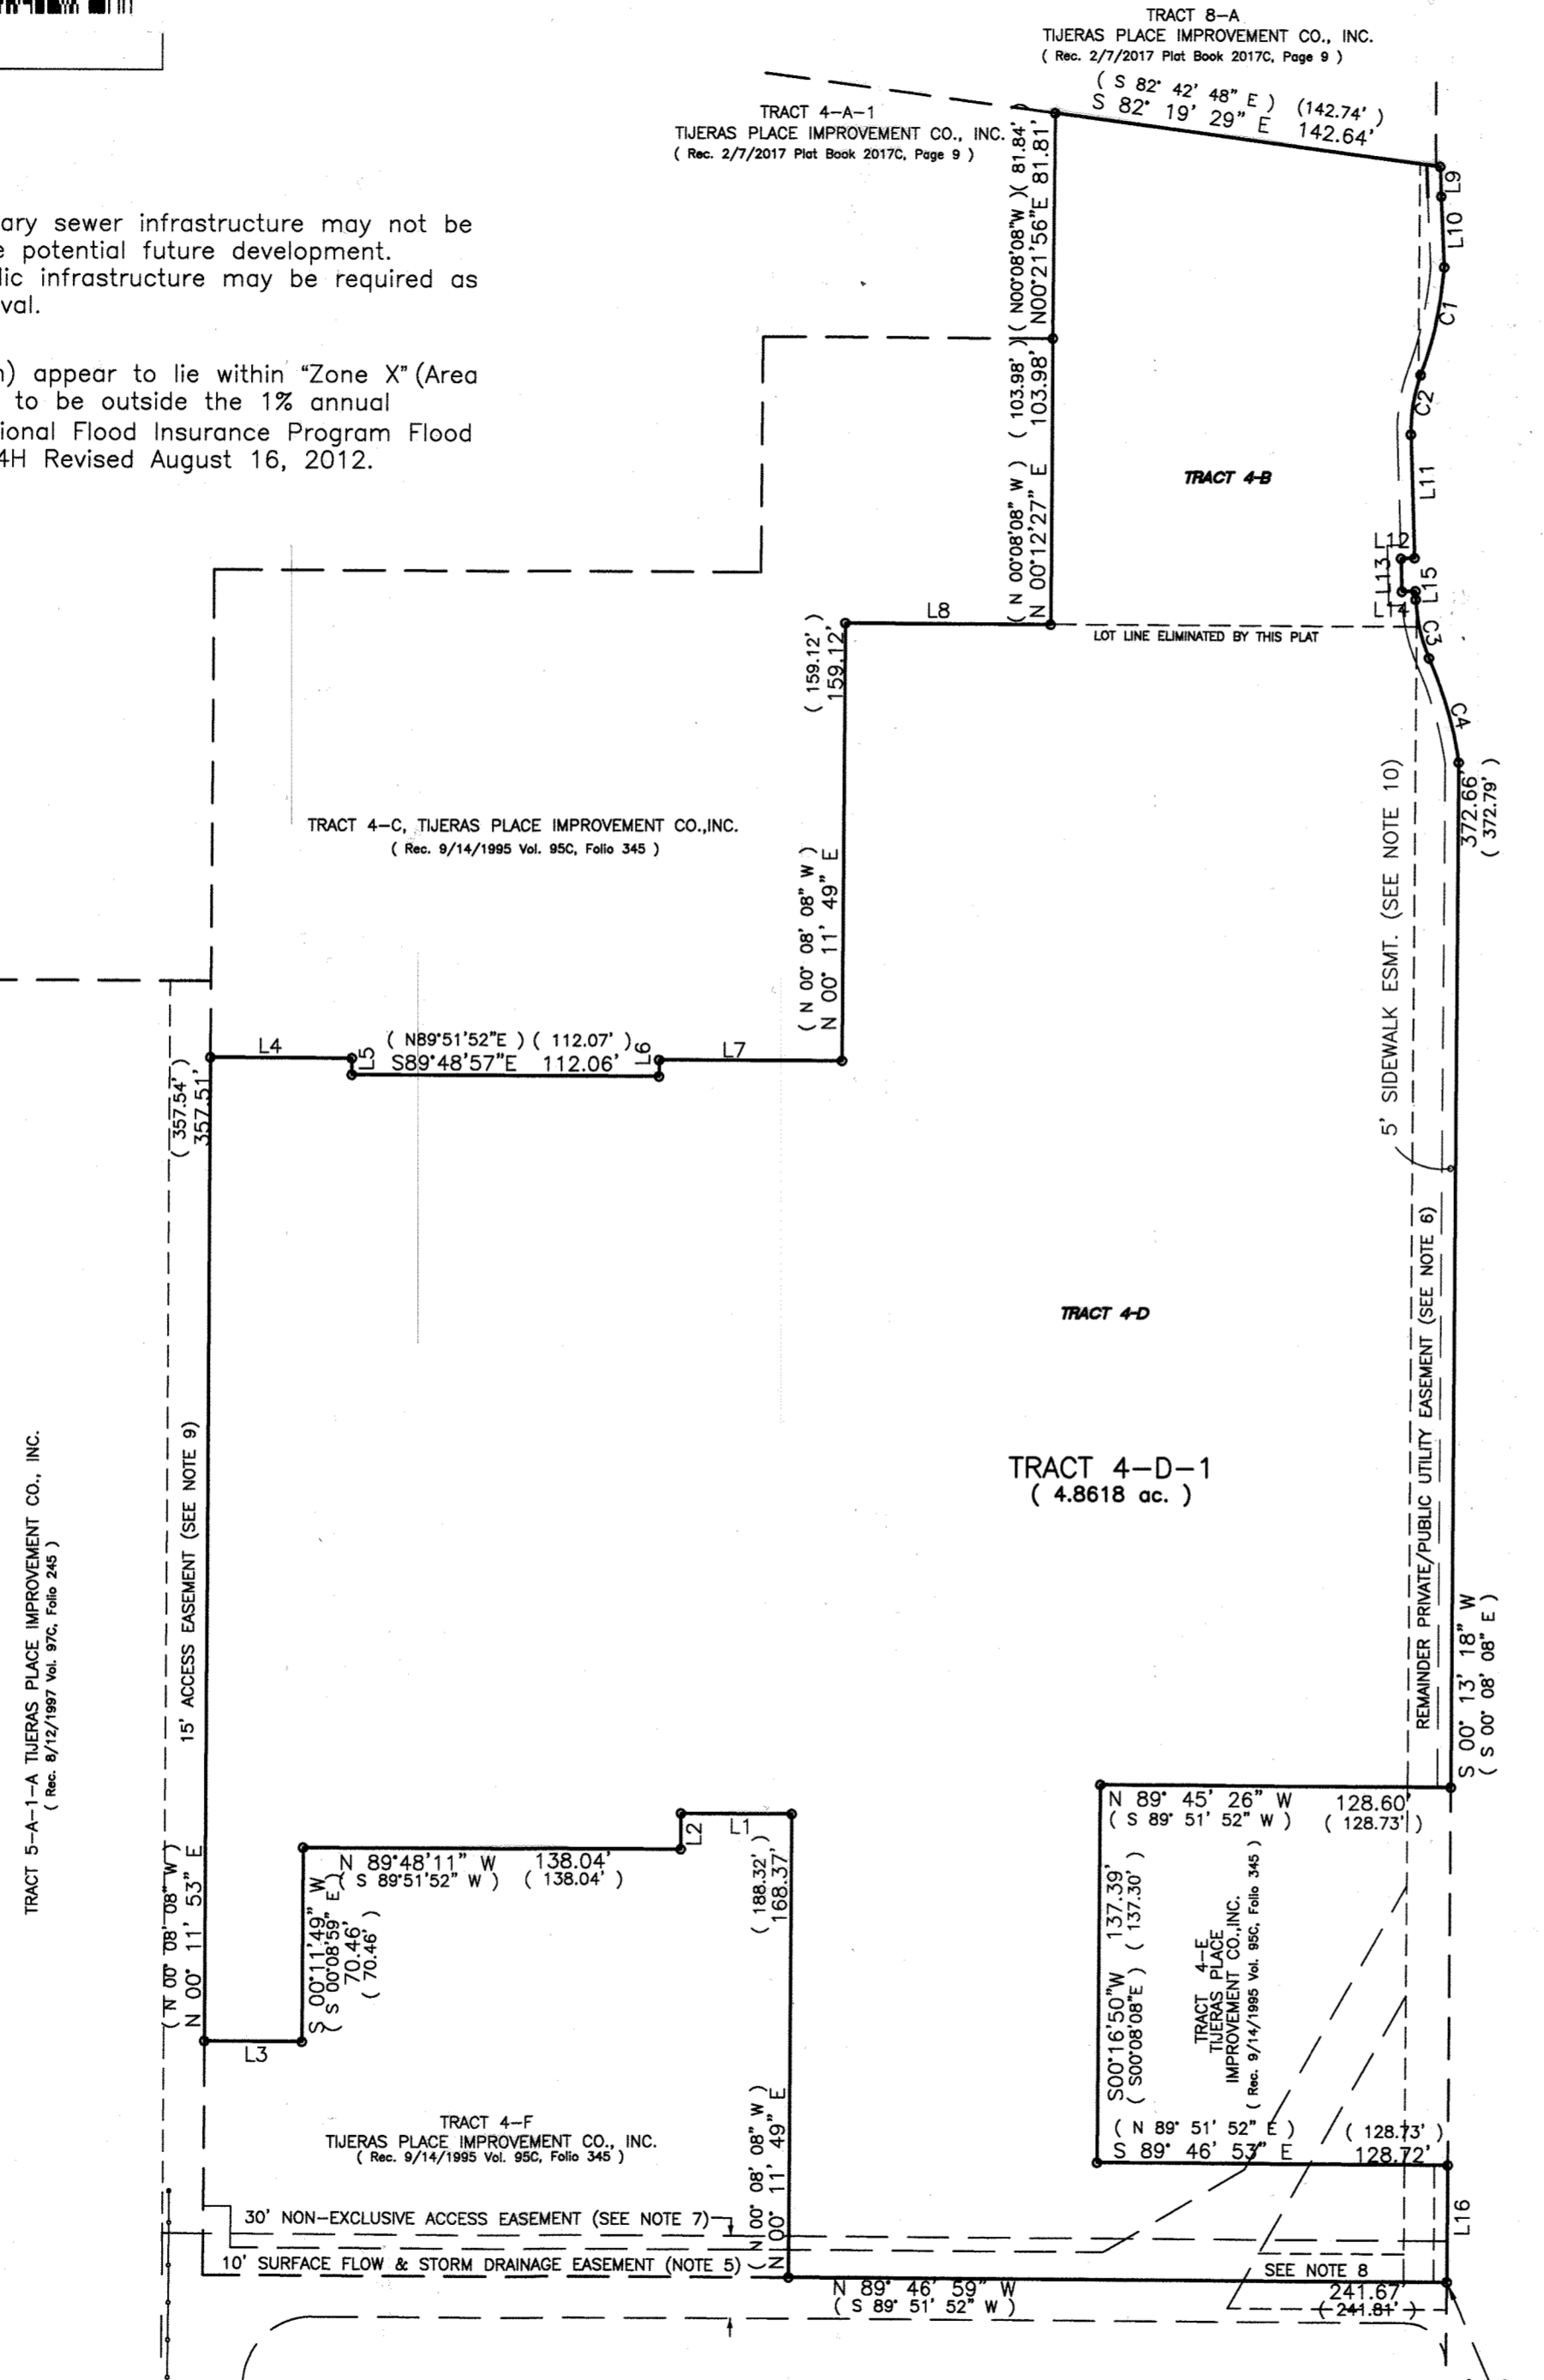 TRACT 8-A
TIJERAS PLACE IMPROVEMENT CO., INC.
( Rec. 2/7/2017 Plat Book 2017C, Page 9 )
( S 82° 42' 48" E ) (142.74' )
S 82° 19' 29" E 142.64'
TRACT 4-A-1
TIJERAS PLACE IMPROVEMENT CO., INC.
( Rec. 2/7/2017 Plat Book 2017C, Page 9 )
( N00°08'08"W )( 81.84' )
N00°21'56"E 81.81'
L9
L10
C1
C2
L11
L12
L13
L14
L15
C3
C4
ary sewer infrastructure may not be
e potential future development.
lic infrastructure may be required as
val.
n) appear to lie within "Zone X" (Area
to be outside the 1% annual
ional Flood Insurance Program Flood
4H Revised August 16, 2012.
( N 00°08'08" W ) ( 103.98' )
N 00°12'27" E 103.98'
TRACT 4-B
L8
LOT LINE ELIMINATED BY THIS PLAT
( 159.12' )
159.12'
( N 00° 08' 08" W )
N 00° 11' 49" E
372.66'
( 372.79' )
5' SIDEWALK ESMT. (SEE NOTE 10)
TRACT 4-C, TIJERAS PLACE IMPROVEMENT CO.,INC.
( Rec. 9/14/1995 Vol. 95C, Folio 345 )
L4
L5
( N89°51'52"E ) ( 112.07' )
S89°48'57"E 112.06'
L6
L7
( 357.54' )
357.51'
TRACT 4-D
TRACT 4-D-1
( 4.8618 ac. )
REMAINDER PRIVATE/PUBLIC UTILITY EASEMENT (SEE NOTE 6)
15' ACCESS EASEMENT (SEE NOTE 9)
TRACT 5-A-1-A TIJERAS PLACE IMPROVEMENT CO., INC.
( Rec. 8/12/1997 Vol. 97C, Folio 245 )
S 00° 13' 18" W
( S 00° 08' 08" E )
N 89° 45' 26" W 128.60'
( S 89° 51' 52" W ) ( 128.73' )
L1
L2
N 89°48'11" W 138.04'
( S 89°51'52" W ) ( 138.04' )
( N 00° 08' 08" W )
N 00° 11' 53" E
S 00°11'49" W
( S 00°08'59" E )
70.46'
( 70.46' )
( 188.32' )
168.37'
S00°16'50"W 137.39'
( S00°08'08"E ) ( 137.30' )
TRACT 4-E
TIJERAS PLACE
IMPROVEMENT CO.,INC.
( Rec. 9/14/1995 Vol. 95C, Folio 345 )
L3
TRACT 4-F
TIJERAS PLACE IMPROVEMENT CO., INC.
( Rec. 9/14/1995 Vol. 95C, Folio 345 )
( N 00° 08' 08" W )
N 00° 11' 49" E
( N 89° 51' 52" E ) ( 128.73' )
S 89° 46' 53" E 128.72'
L16
30' NON-EXCLUSIVE ACCESS EASEMENT (SEE NOTE 7)
10' SURFACE FLOW & STORM DRAINAGE EASEMENT (NOTE 5)
SEE NOTE 8
N 89° 46' 59" W 241.67'
( S 89° 51' 52" W ) ( 241.81' )